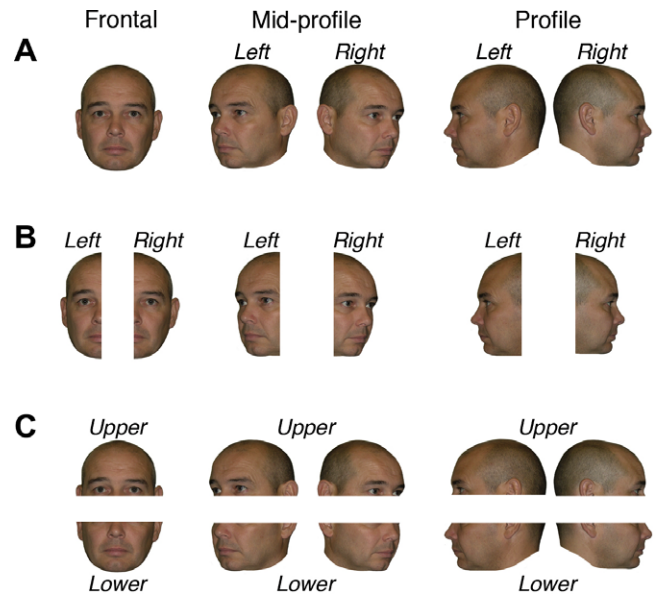 Frontal Mid-profile Profile
A Left Right Left Right
B Left Right Left Right Left Right
C Upper Upper Upper
Lower Lower Lower